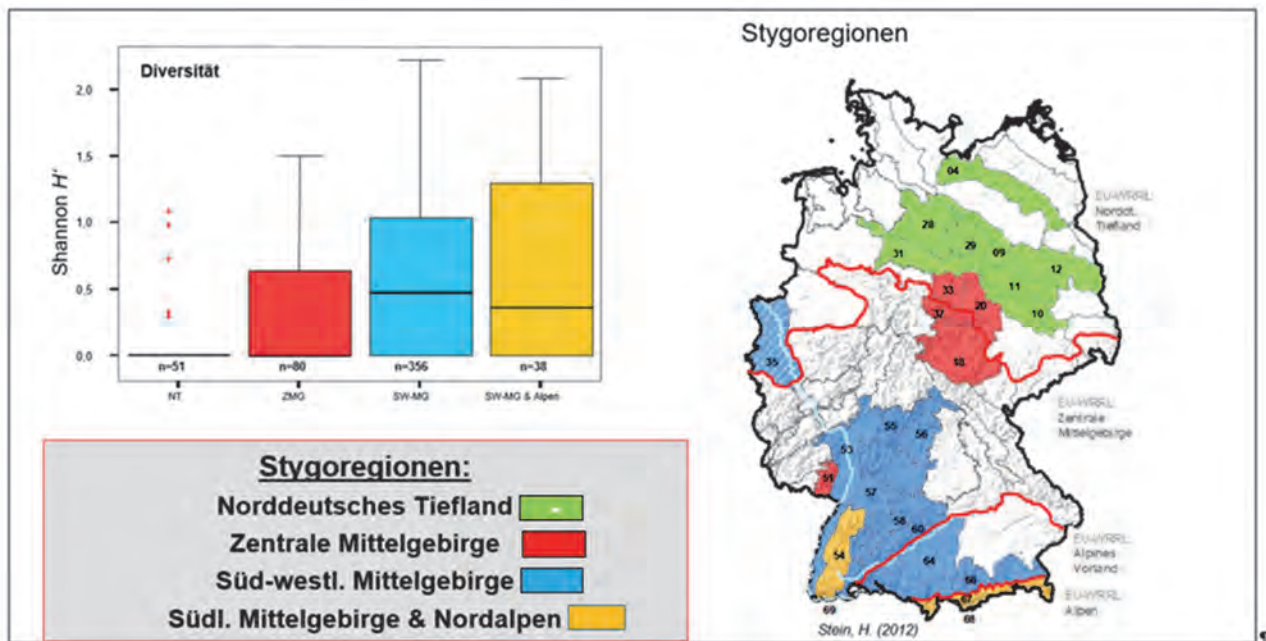 Diversität
Shannon H'
2.0
1.5
1.0
0.5
0.0
n=51
n=80
n=356
n=38
NT
ZMG
SW-MG
SW-MG & Alpen
Stygoregionen:
Norddeutsches Tiefland
Zentrale Mittelgebirge
Süd-westl. Mittelgebirge
Südl. Mittelgebirge & Nordalpen
Stygoregionen
04
28
29
09
31
12
11
10
33
20
37
18
35
EU-WRRL:
Norddt.
Tiefland
EU-WRRL:
Zentrale
Mittelgebirge
55
56
53
57
58
60
54
64
66
67
68
69
EU-WRRL:
Alpines
Vorland
EU-WRRL:
Alpen
Stein, H. (2012)